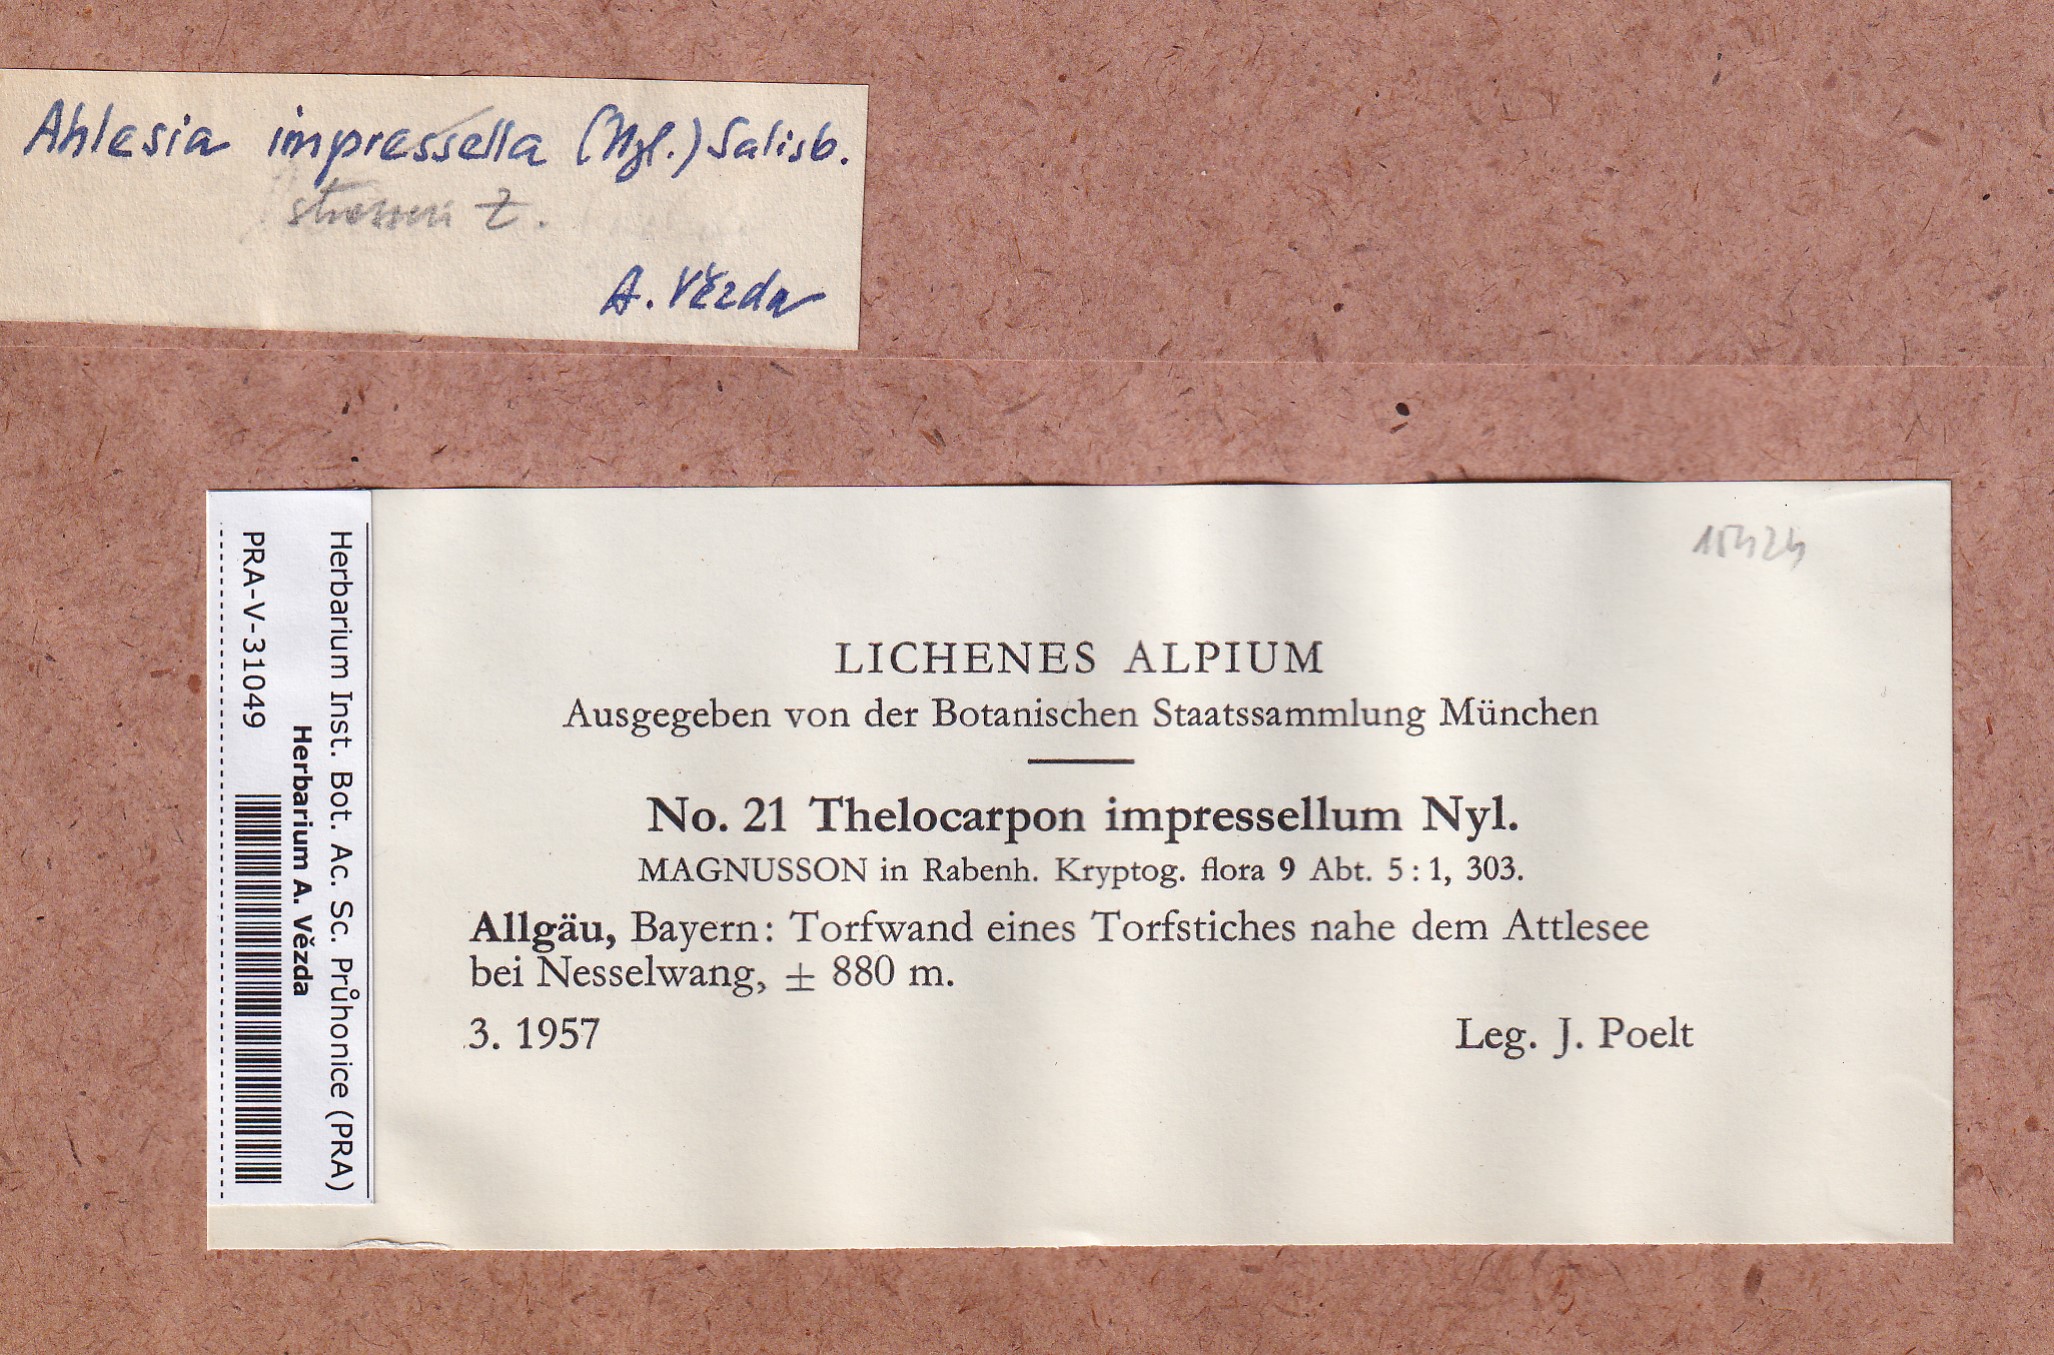 Ahlesia impressella (Nyl.) Salisb.
Z.
A. Vězda
Herbarium Inst. Bot. Ac. Sc. Průhonice (PRA)
Herbarium A. Vězda
PRA-V-31049
LICHENES ALPIUM
Ausgegeben von der Botanischen Staatssammlung München
No. 21 Thelocarpon impressellum Nyl.
MAGNUSSON in Rabenh. Kryptog. flora 9 Abt. 5 : 1, 303.
Allgäu, Bayern: Torfwand eines Torfstiches nahe dem Attlesee
bei Nesselwang, ± 880 m.
3. 1957
Leg. J. Poelt